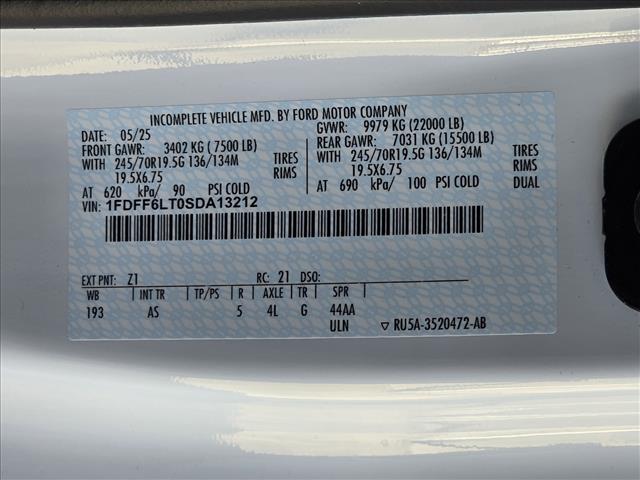 INCOMPLETE VEHICLE MFD. BY FORD MOTOR COMPANY
DATE: 05/25 GVWR: 9979 KG (22000 LB)
FRONT GAWR: 3402 KG ( 7500 LB) REAR GAWR: 7031 KG (15500 LB)
WITH 245/70R19.5G 136/134M TIRES WITH 245/70R19.5G 136/134M TIRES
19.5X6.75 RIMS 19.5X6.75 RIMS
AT 620 kPa/ 90 PSI COLD AT 690 kPa/ 100 PSI COLD DUAL
VIN: 1FDFF6LT0SDA13212
EXT PNT: Z1 RC: 21 DSO:
WB INT TR TP/PS R AXLE TR SPR
193 AS 5 4L G 44AA
ULN ▽ RU5A-3520472-AB